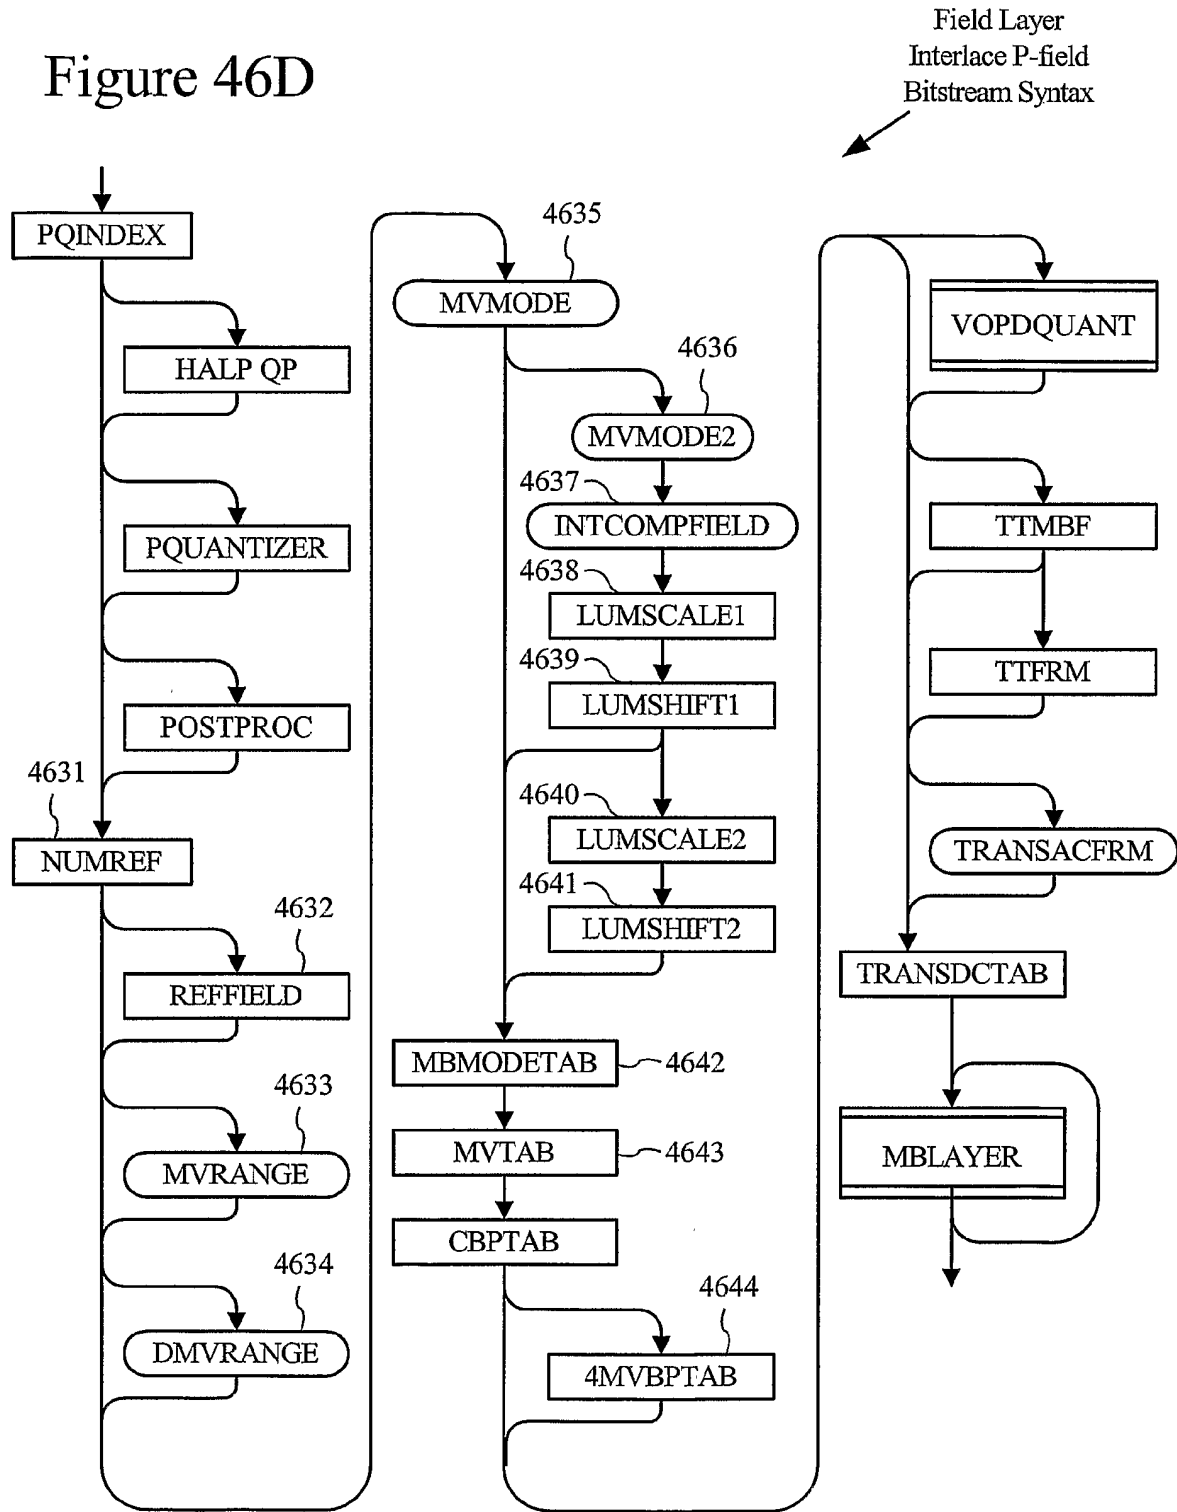 Figure 46D
Field Layer
Interlace P-field
Bitstream Syntax
PQINDEX
HALP QP
PQUANTIZER
POSTPROC
4631
NUMREF
4632
REFFIELD
4633
MVRANGE
4634
DMVRANGE
4635
MVMODE
4636
MVMODE2
4637
INTCOMPFIELD
4638
LUMSCALE1
4639
LUMSHIFT1
4640
LUMSCALE2
4641
LUMSHIFT2
MBMODETAB
4642
MVTAB
4643
CBPTAB
4644
4MVBPTAB
VOPDQUANT
TTMBF
TTFRM
TRANSACFRM
TRANSDCTAB
MBLAYER